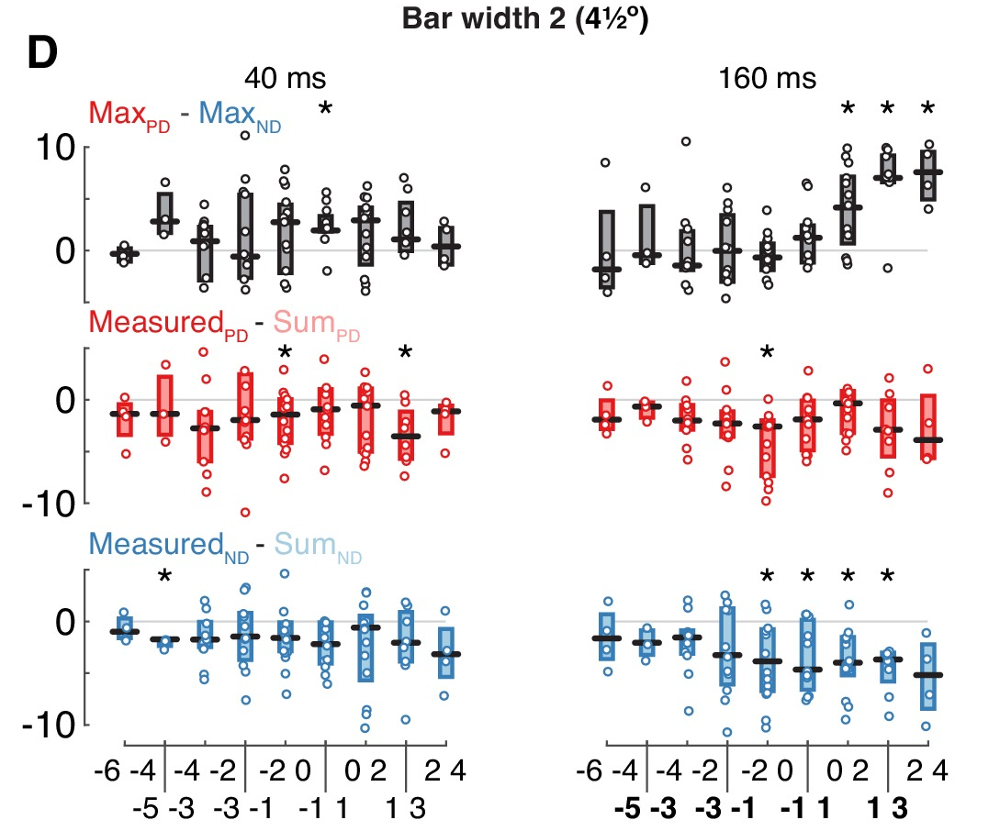 Bar width 2 (4½º)
D
40 ms 160 ms
MaxPD - MaxND * * * *
10
0
MeasuredPD - SumPD
* * *
0
-10
MeasuredND - SumND
* * * * *
0
-10
-6 -4 -4 -2 -2 0 0 2 2 4 -6 -4 -4 -2 -2 0 0 2 2 4
-5 -3 -3 -1 -1 1 1 3 -5 -3 -3 -1 -1 1 1 3